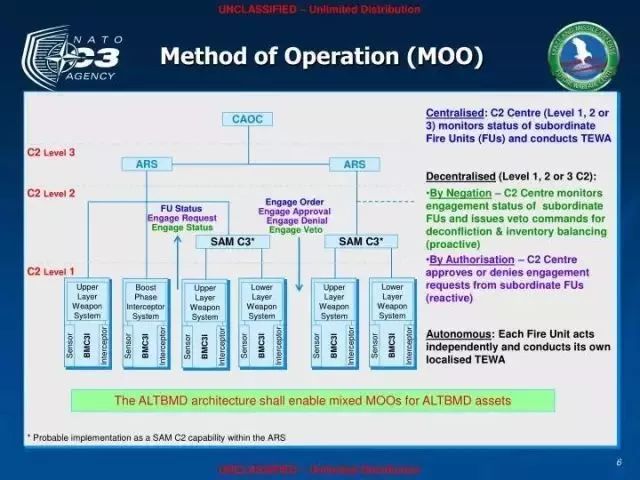 UNCLASSIFIED – Unlimited Distribution
NATO
C3
AGENCY
Method of Operation (MOO)
CAOC
C2 Level 3
ARS
ARS
C2 Level 2
FU Status
Engage Request
Engage Status
Engage Order
Engage Approval
Engage Denial
Engage Veto
SAM C3*
SAM C3*
C2 Level 1
Upper
Layer
Weapon
System
Sensor
BMC3I
Interceptor
Boost
Phase
Interceptor
System
Sensor
BMC3I
Interceptor
Upper
Layer
Weapon
System
Sensor
BMC3I
Interceptor
Lower
Layer
Weapon
System
Sensor
BMC3I
Interceptor
Upper
Layer
Weapon
System
Sensor
BMC3I
Interceptor
Lower
Layer
Weapon
System
Sensor
BMC3I
Interceptor
Centralised: C2 Centre (Level 1, 2 or
3) monitors status of subordinate
Fire Units (FUs) and conducts TEWA
Decentralised (Level 1, 2 or 3 C2):
•By Negation – C2 Centre monitors
engagement status of subordinate
FUs and issues veto commands for
deconfliction & inventory balancing
(proactive)
•By Authorisation – C2 Centre
approves or denies engagement
requests from subordinate FUs
(reactive)
Autonomous: Each Fire Unit acts
independently and conducts its own
localised TEWA
The ALTBMD architecture shall enable mixed MOOs for ALTBMD assets
* Probable implementation as a SAM C2 capability within the ARS
6
UNCLASSIFIED – Unlimited Distribution